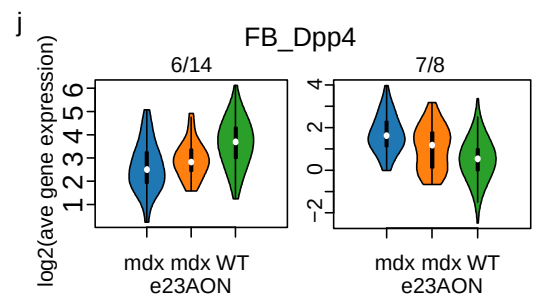 j
FB_Dpp4
6/14
7/8
log2(ave gene expression)
6
5
4
3
2
1
4
2
0
−2
mdx mdx WT
e23AON
mdx mdx WT
e23AON